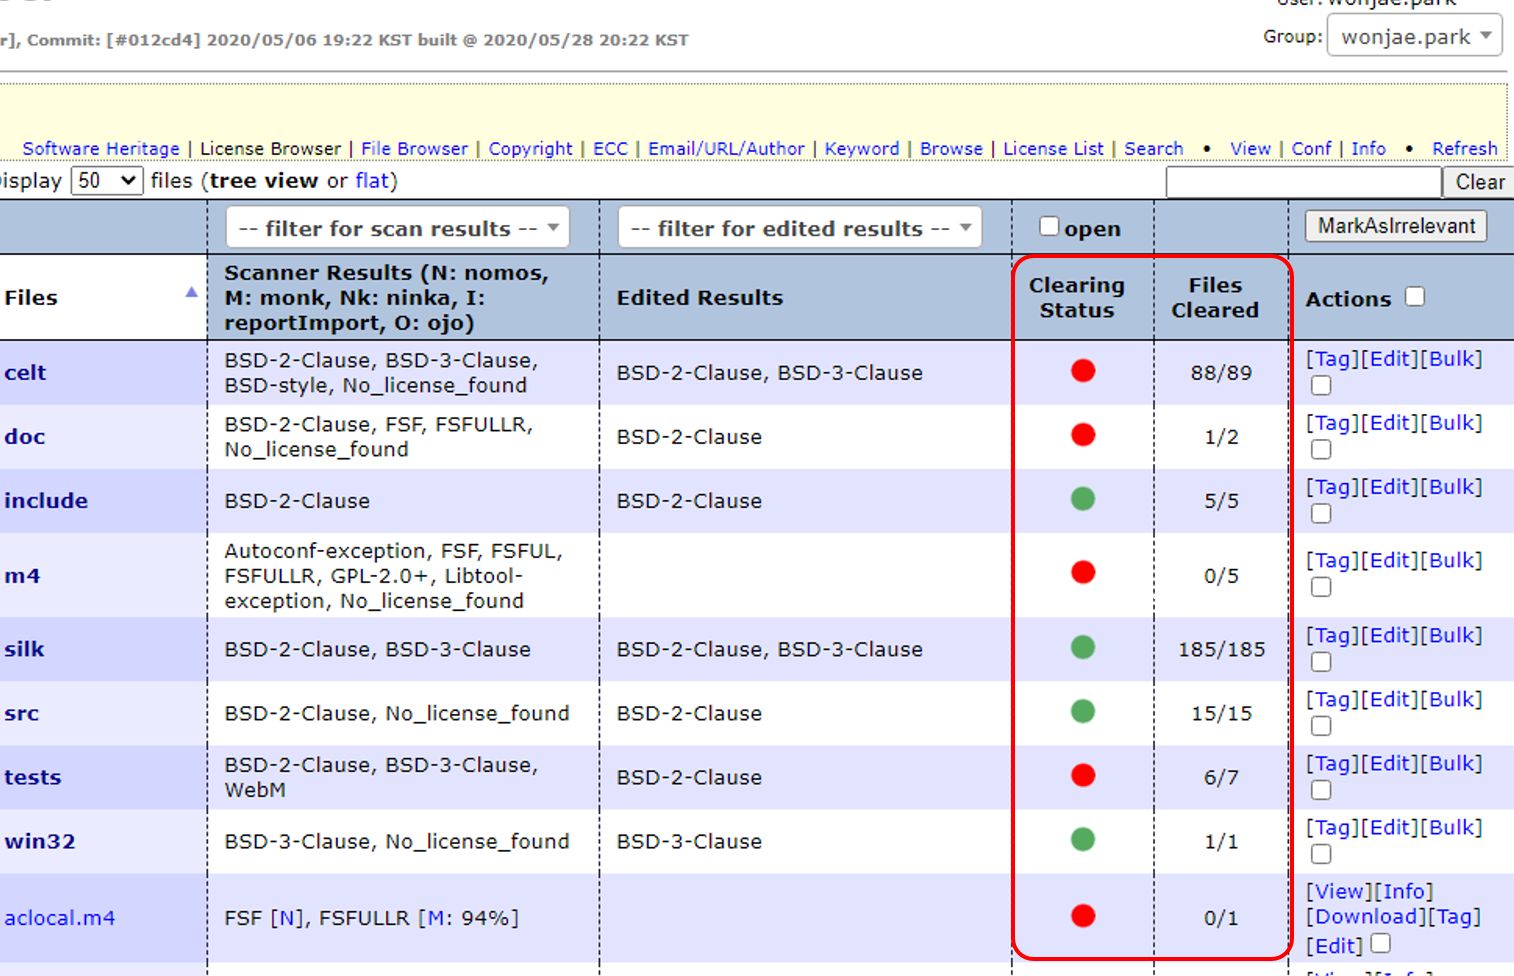 User: wonjae.park
r], Commit: [#012cd4] 2020/05/06 19:22 KST built @ 2020/05/28 20:22 KST
Group: wonjae.park
Software Heritage | License Browser | File Browser | Copyright | ECC | Email/URL/Author | Keyword | Browse | License List | Search • View | Conf | Info • Refresh
isplay 50 files (tree view or flat)
Clear
-- filter for scan results -- -- filter for edited results -- open MarkAsIrrelevant
Files
Scanner Results (N: nomos,
M: monk, Nk: ninka, I:
reportImport, O: ojo)
Edited Results
Clearing
Status
Files
Cleared
Actions
celt
BSD-2-Clause, BSD-3-Clause,
BSD-style, No_license_found
BSD-2-Clause, BSD-3-Clause
88/89
[Tag][Edit][Bulk]
doc
BSD-2-Clause, FSF, FSFULLR,
No_license_found
BSD-2-Clause
1/2
[Tag][Edit][Bulk]
include
BSD-2-Clause
BSD-2-Clause
5/5
[Tag][Edit][Bulk]
m4
Autoconf-exception, FSF, FSFUL,
FSFULLR, GPL-2.0+, Libtool-
exception, No_license_found
0/5
[Tag][Edit][Bulk]
silk
BSD-2-Clause, BSD-3-Clause
BSD-2-Clause, BSD-3-Clause
185/185
[Tag][Edit][Bulk]
src
BSD-2-Clause, No_license_found
BSD-2-Clause
15/15
[Tag][Edit][Bulk]
tests
BSD-2-Clause, BSD-3-Clause,
WebM
BSD-2-Clause
6/7
[Tag][Edit][Bulk]
win32
BSD-3-Clause, No_license_found
BSD-3-Clause
1/1
[Tag][Edit][Bulk]
aclocal.m4
FSF [N], FSFULLR [M: 94%]
0/1
[View][Info]
[Download][Tag]
[Edit]